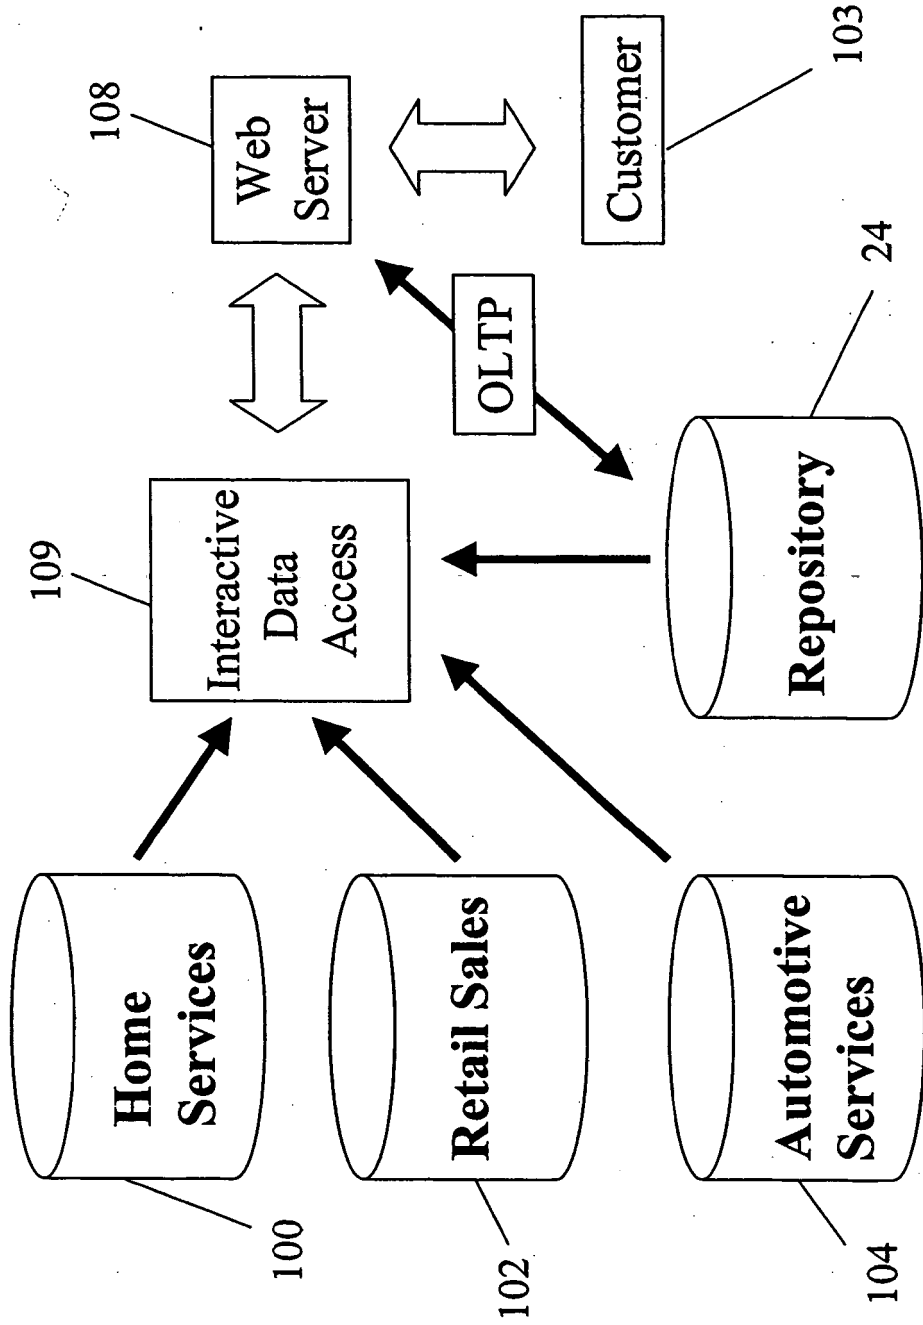 100
Home
Services
102
Retail Sales
104
Automotive
Services
109
Interactive
Data
Access
Repository
24
OLTP
108
Web
Server
Customer
103